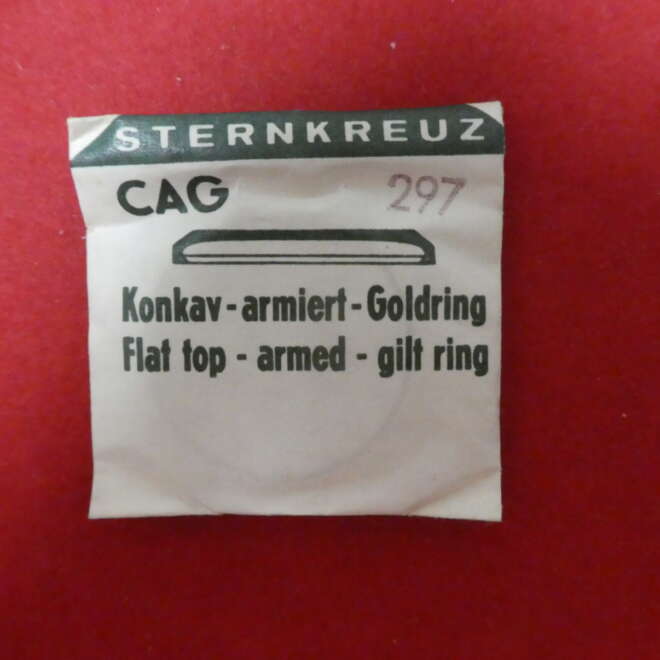 STERNKREUZ
CAG 297
Konkav-armiert-Goldring
Flat top - armed - gilt ring